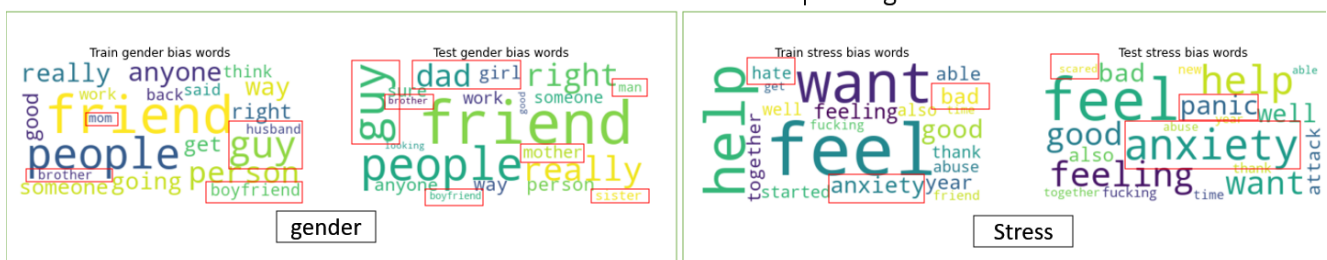 Train gender bias words
really anyone think
way
work back said
good friend right
mom
husband
people get guy
brother
person
someone going
boyfriend
Test gender bias words
guy dad girl right
man
sure
brother work someone
good
friend
looking
people mother
really
anyone way person
boyfriend
sister
gender
Train stress bias words
hate want able
get
bad
help well feeling also time
fucking
feel good
together
thank
abuse
started anxiety year
friend
Test stress bias words
scared bad new help able
feel panic well
year
good abuse anxiety
also
thank
feeling want attack
together fucking time
Stress